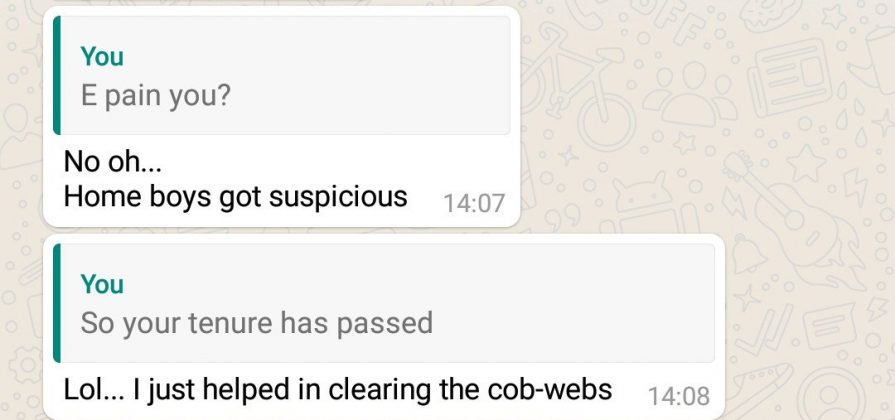 You
E pain you?
No oh...
Home boys got suspicious 14:07
You
So your tenure has passed
Lol... I just helped in clearing the cob-webs 14:08